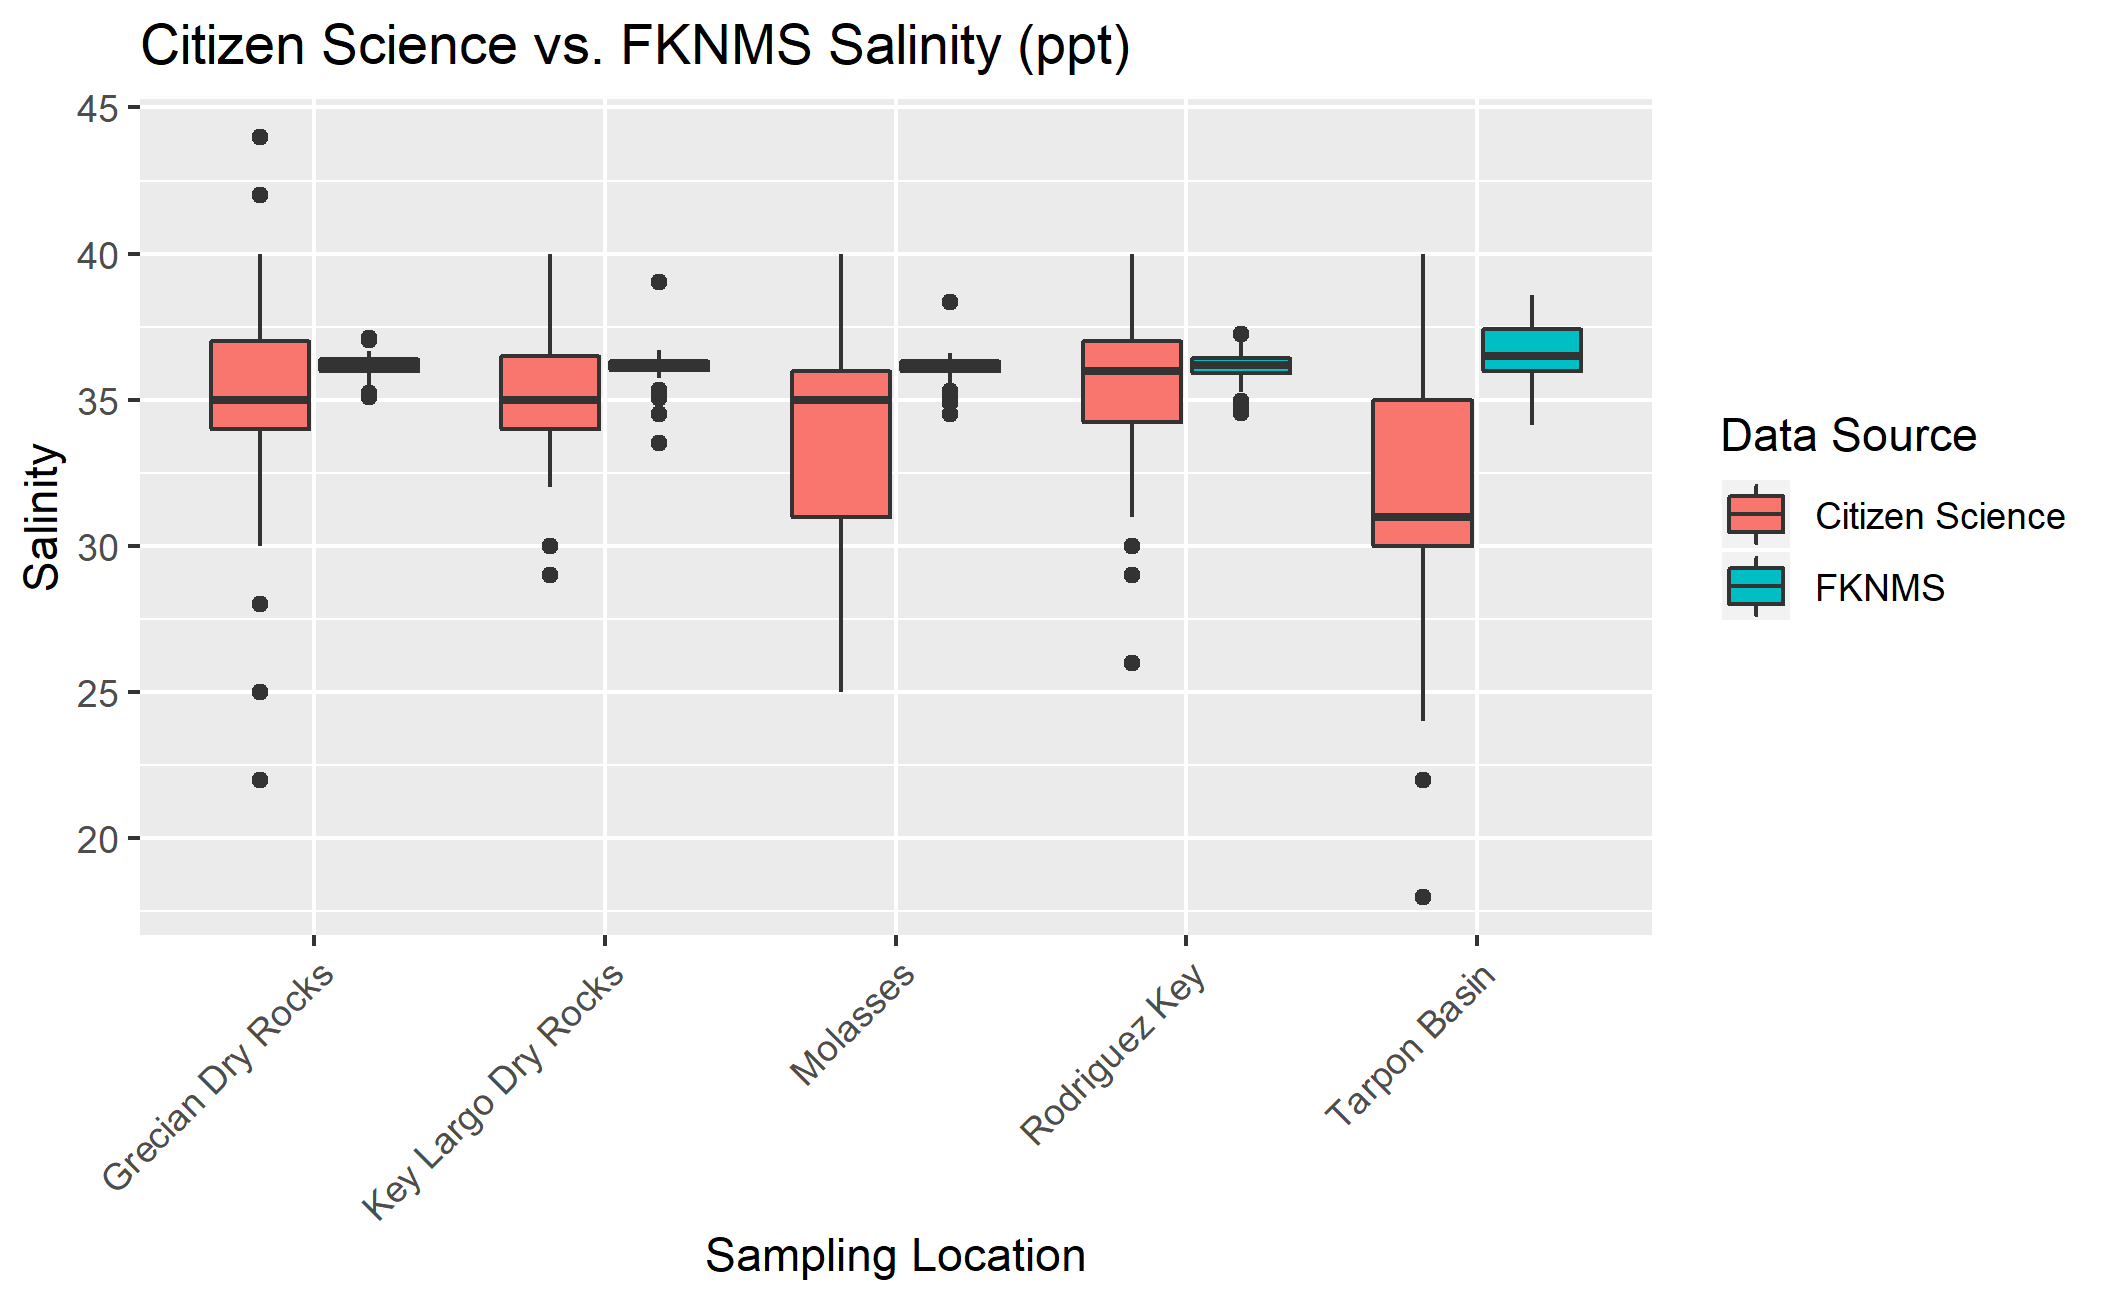 Citizen Science vs. FKNMS Salinity (ppt)
45
40
35
30
25
20
Salinity
Grecian Dry Rocks
Key Largo Dry Rocks
Molasses
Rodriguez Key
Tarpon Basin
Sampling Location
Data Source
Citizen Science
FKNMS